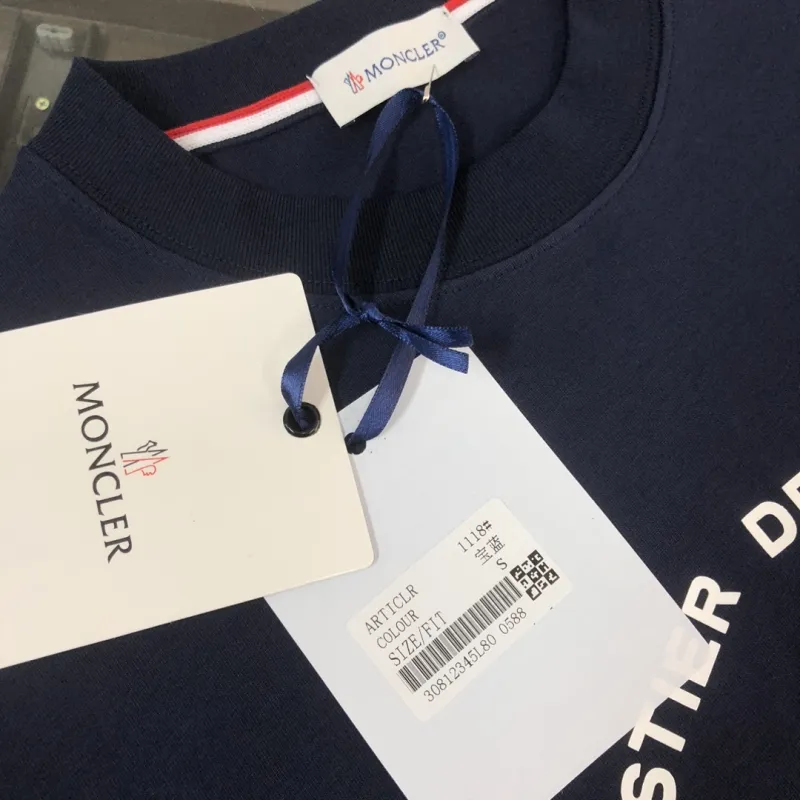 MONCLER®
MONCLER
ARTICLR 1118#
COLOUR 宝蓝
SIZE/FIT S
30812345L80 0588
STIER DE